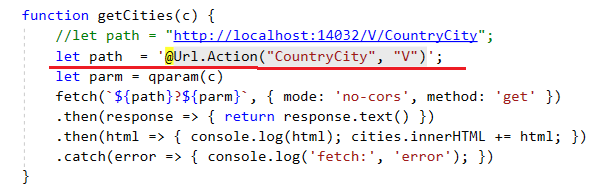 function getCities(c) {
//let path = "http://localhost:14032/V/CountryCity";
let path  = '@Url.Action("CountryCity", "V")';
let parm = qparam(c)
fetch(`${path}?${parm}`, { mode: 'no-cors', method: 'get' })
.then(response => { return response.text() })
.then(html => { console.log(html); cities.innerHTML += html; })
.catch(error => { console.log('fetch:', 'error'); })
}